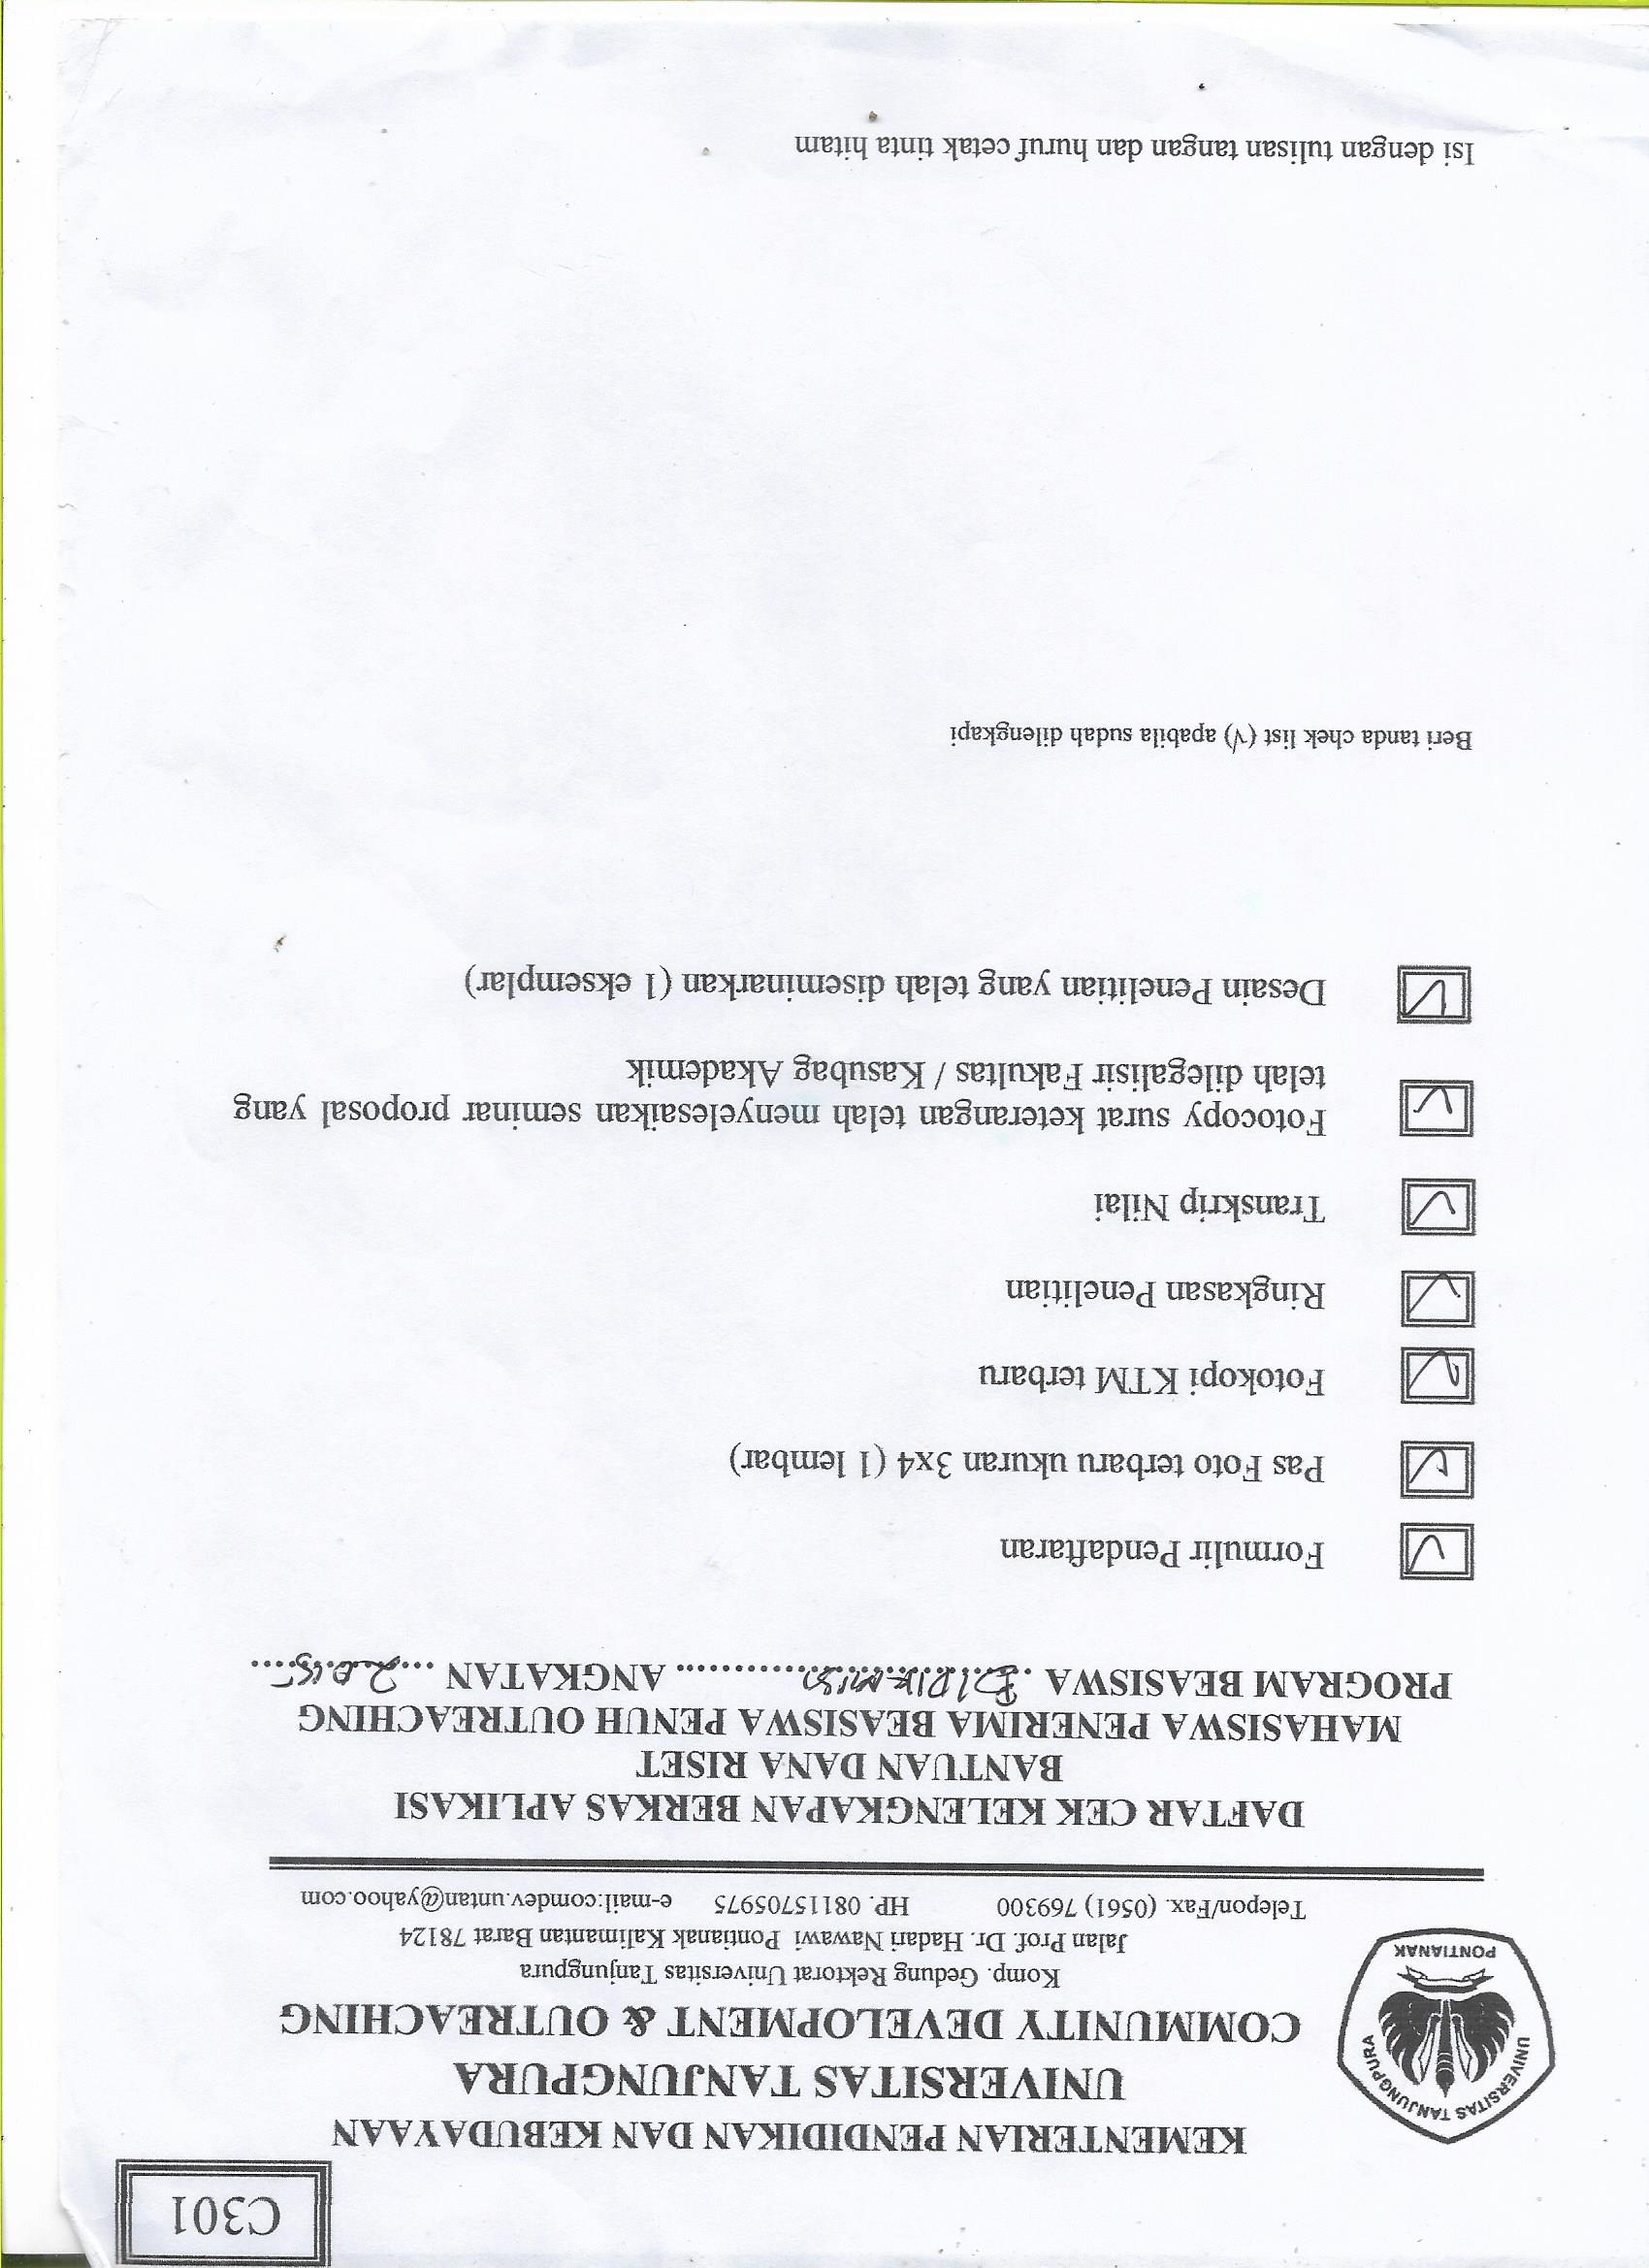 C301
KEMENTERIAN PENDIDIKAN DAN KEBUDAYAAN
UNIVERSITAS TANJUNGPURA
COMMUNITY DEVELOPMENT & OUTREACHING
Komp. Gedung Rektorat Universitas Tanjungpura
Jalan Prof. Dr. Hadari Nawawi Pontianak Kalimantan Barat 78124
Telepon/Fax. (0561) 769300 HP. 08115705975 e-mail:comdev.untan@yahoo.com
UNIVERSITAS TANJUNGPURA
PONTIANAK
DAFTAR CEK KELENGKAPAN BERKAS APLIKASI
BANTUAN DANA RISET
MAHASISWA PENERIMA BEASISWA PENUH OUTREACHING
PROGRAM BEASISWA ..BIDIKMISI.......... ANGKATAN ....2015....
Formulir Pendaftaran
Pas Foto terbaru ukuran 3x4 (1 lembar)
Fotokopi KTM terbaru
Ringkasan Penelitian
Transkrip Nilai
Fotocopy surat keterangan telah menyelesaikan seminar proposal yang
telah dilegalisir Fakultas / Kasubag Akademik
Desain Penelitian yang telah diseminarkan (1 eksemplar)
Beri tanda chek list (√) apabila sudah dilengkapi
Isi dengan tulisan tangan dan huruf cetak tinta hitam